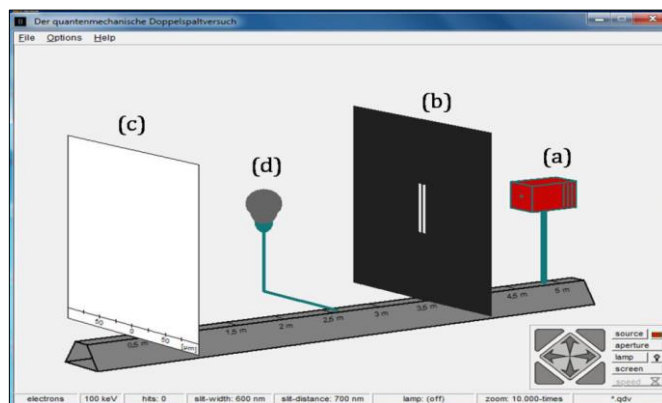 Der quantenmechanische Doppelspaltversuch
File Options Help
(c)
(d)
(b)
(a)
50 0 50 [µm]
0,5 m 1,5 m 2 m 2,5 m 3 m 3,5 m 4,5 m 5 m
source
aperture
lamp
screen
speed
electrons 100 keV hits: 0 slit-width: 600 nm slit-distance: 700 nm lamp: (off) zoom: 10.000-times *.qdv